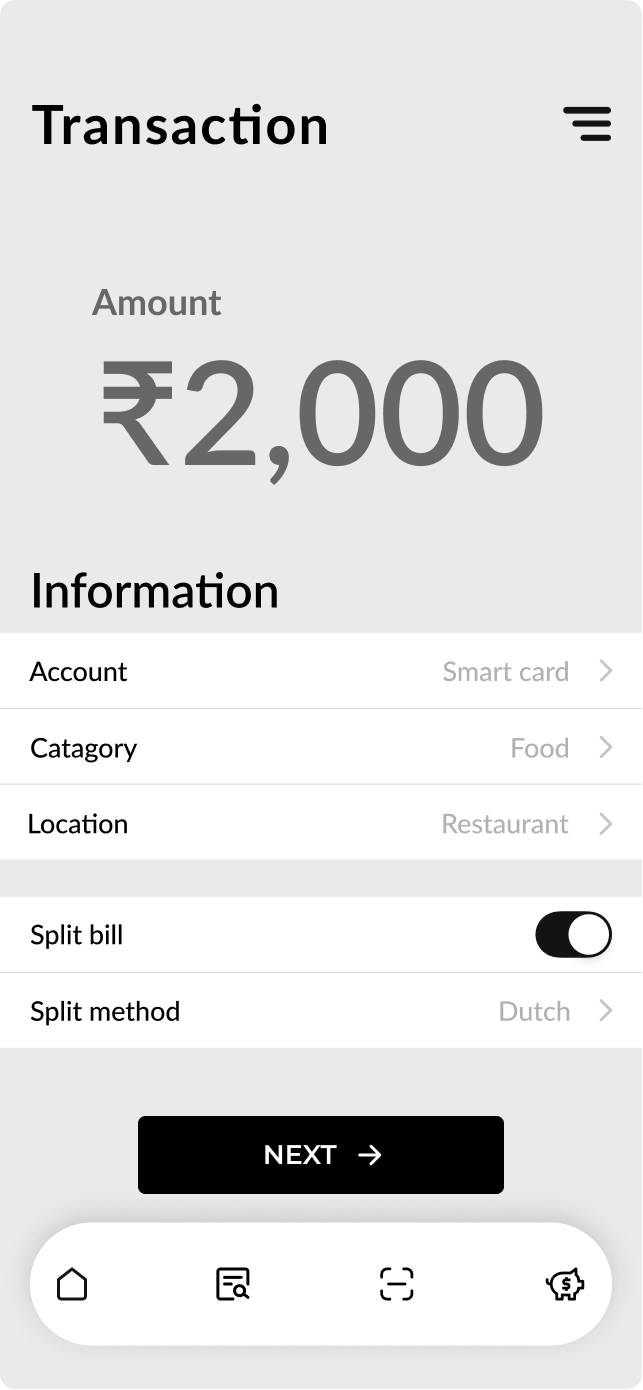 Transaction
Amount
₹2,000
Information
Account Smart card
Catagory Food
Location Restaurant
Split bill
Split method Dutch
NEXT
$